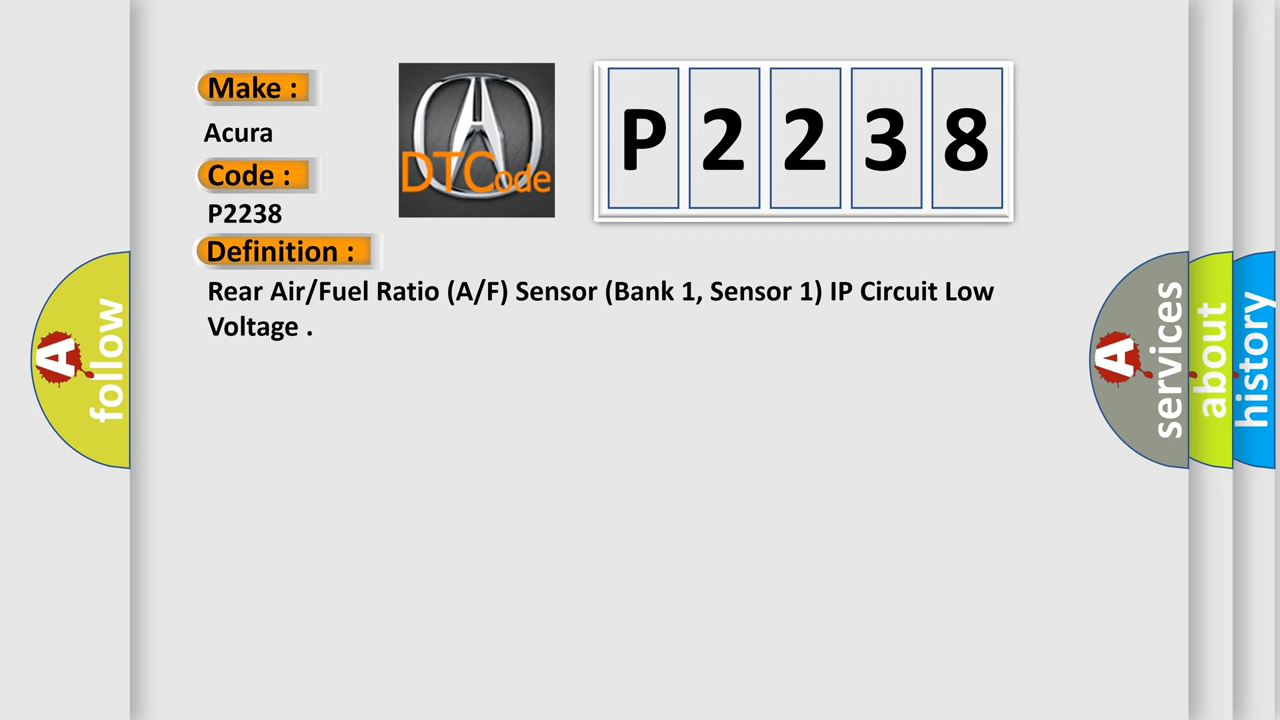 Make :
Acura
Code :
P2238
Definition :
Rear Air/Fuel Ratio (A/F) Sensor (Bank 1, Sensor 1) IP Circuit Low
Voltage .
DTCode
P 2 2 3 8
A follow
A services
about
history